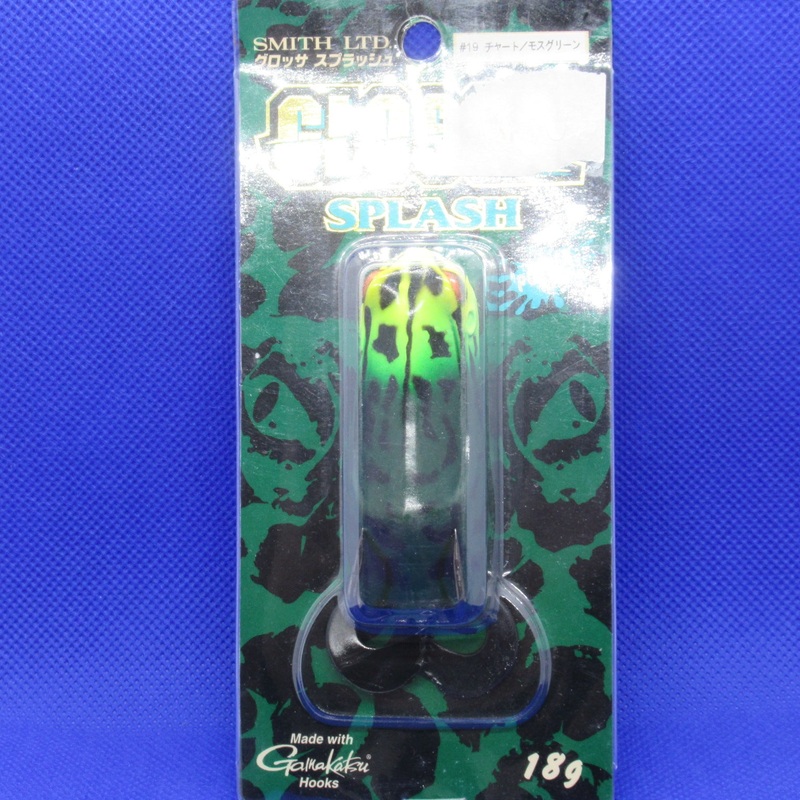 SMITH LTD.
#19 チャート/モスグリーン
グロッサ スプラッシュ
SPLASH
Made with
Gamakatsu®
Hooks
18g